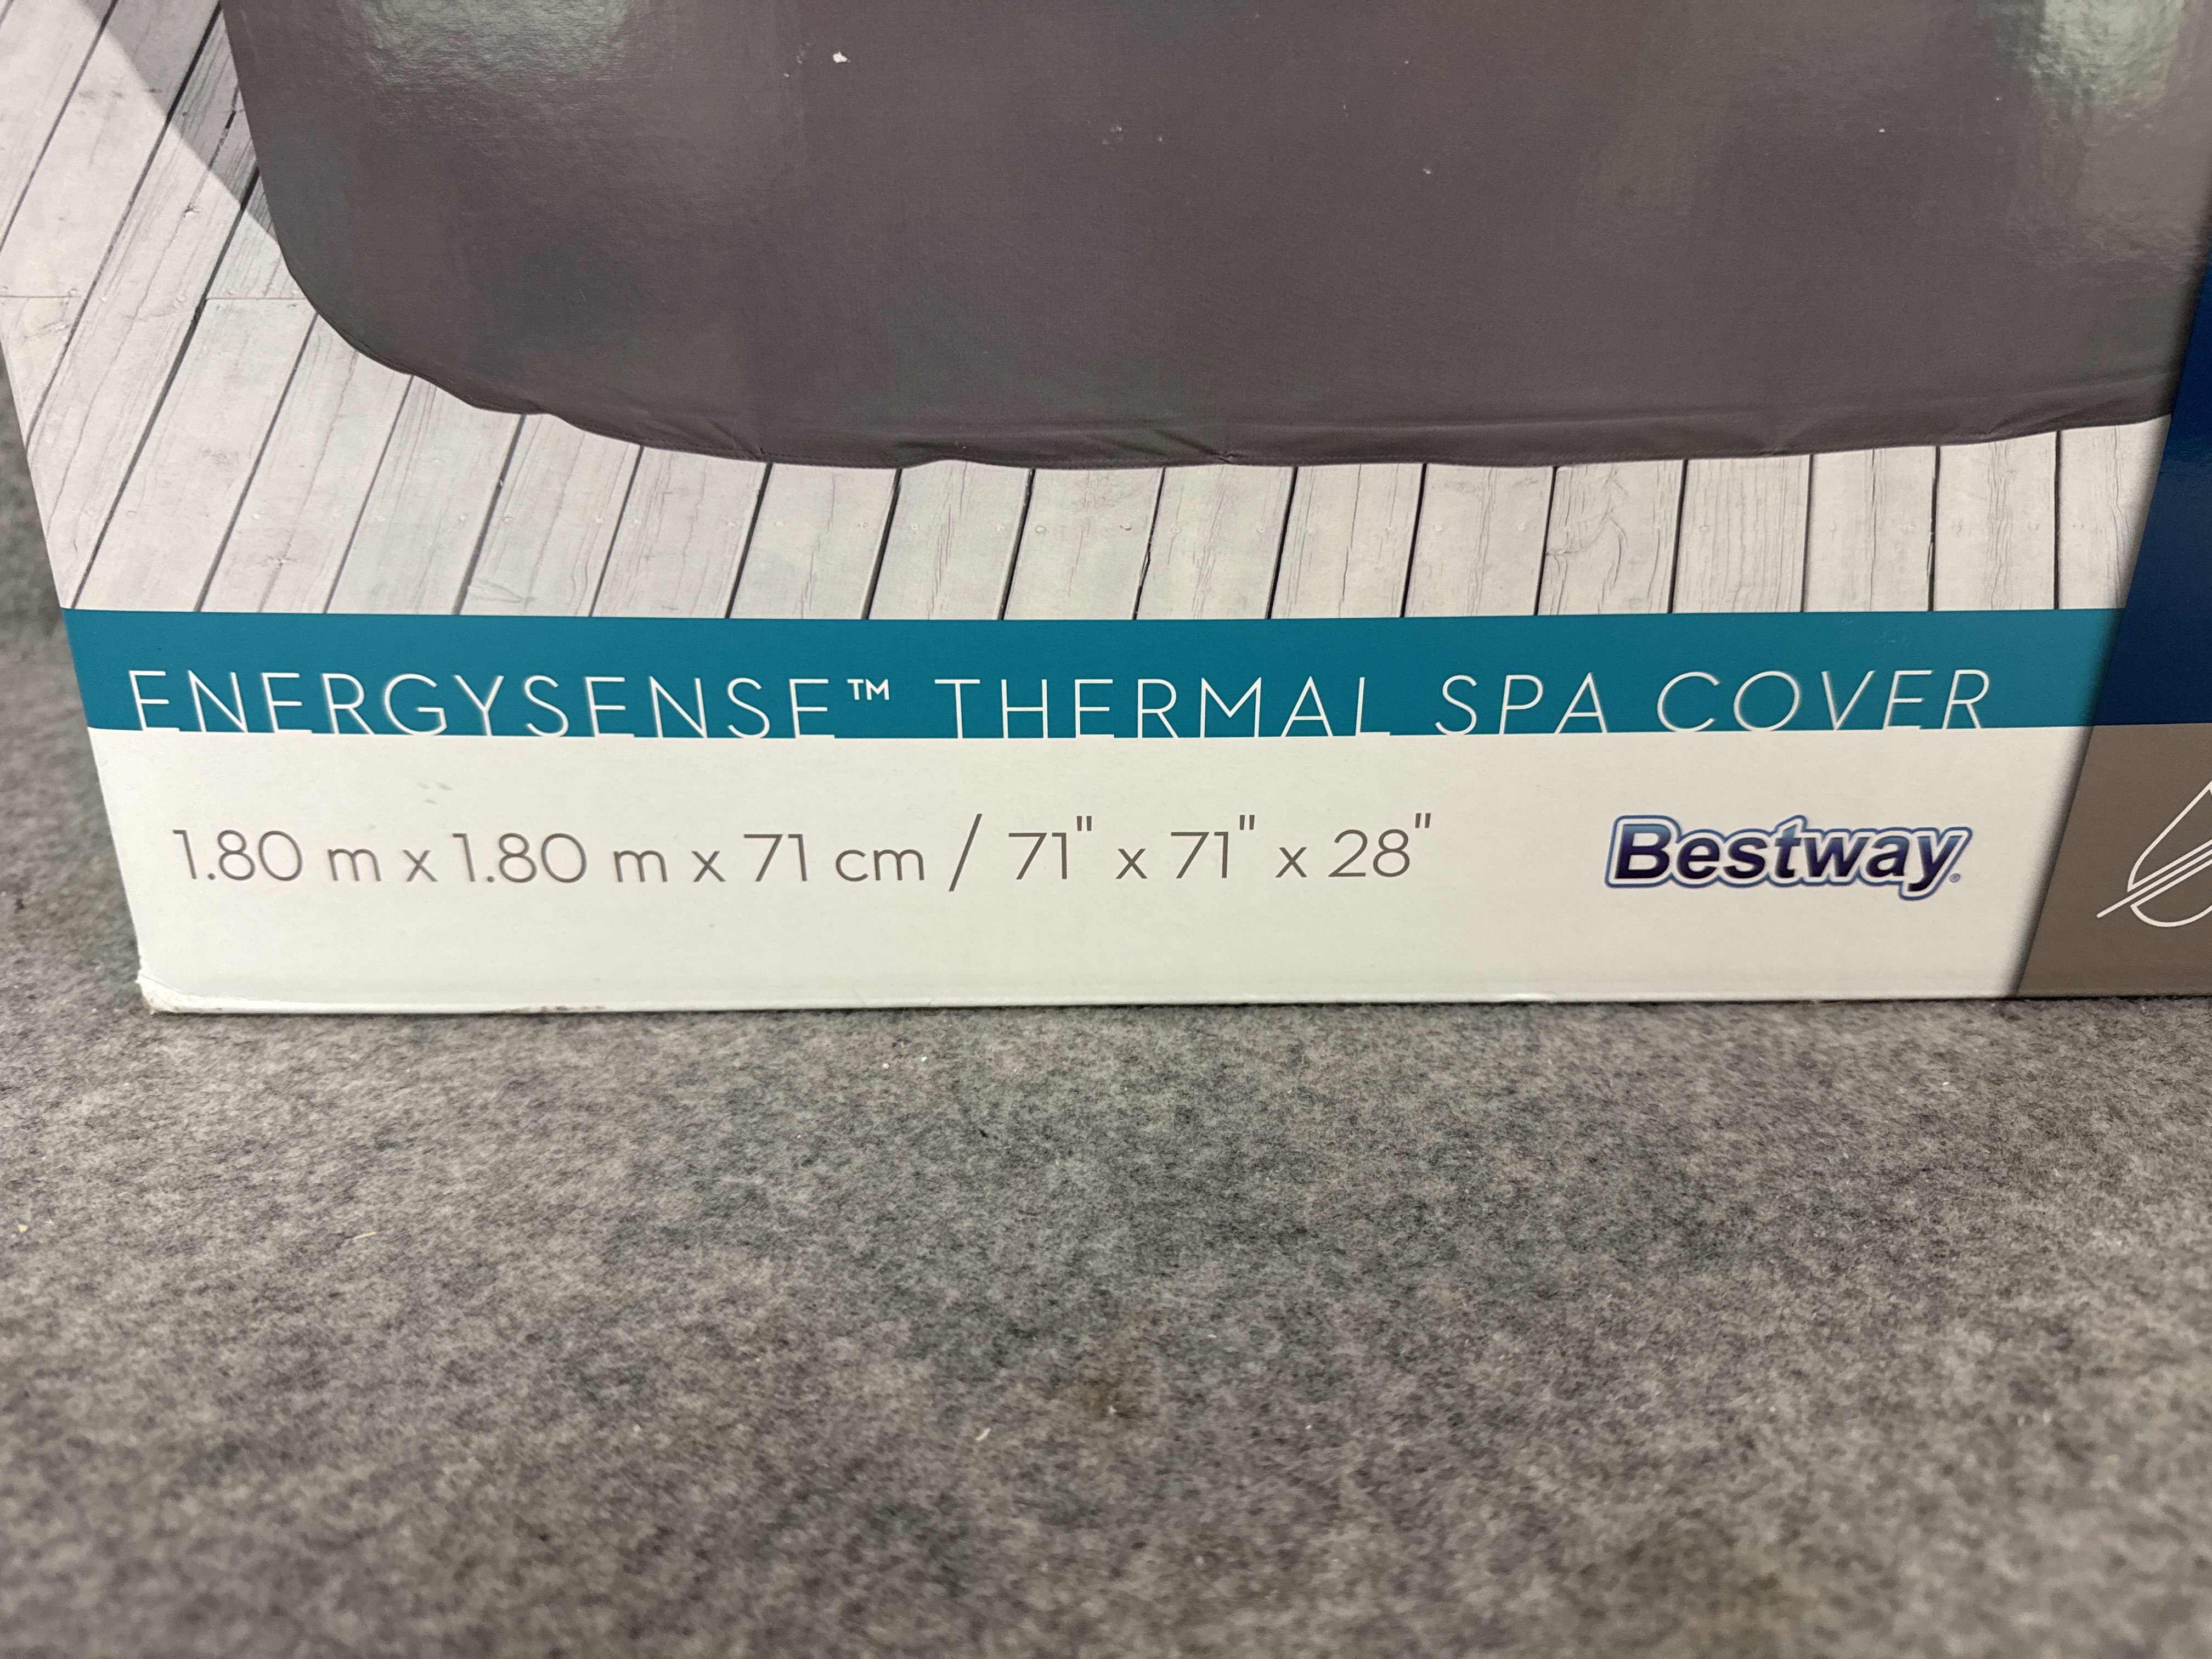 ENERGYSENSE™ THERMAL SPA COVER
1.80 m x 1.80 m x 71 cm / 71" x 71" x 28"
Bestway®